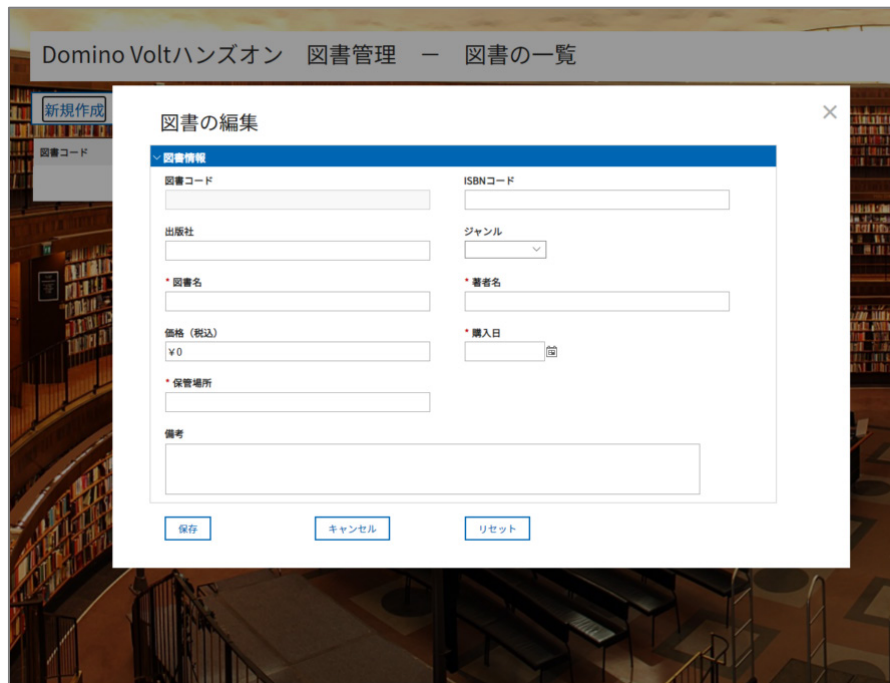 Domino Voltハンズオン　図書管理　－　図書の一覧
新規作成
図書コード
図書の編集
図書情報
図書コード
ISBNコード
出版社
ジャンル
* 図書名
* 著者名
価格（税込）
¥0
* 購入日
* 保管場所
備考
保存
キャンセル
リセット